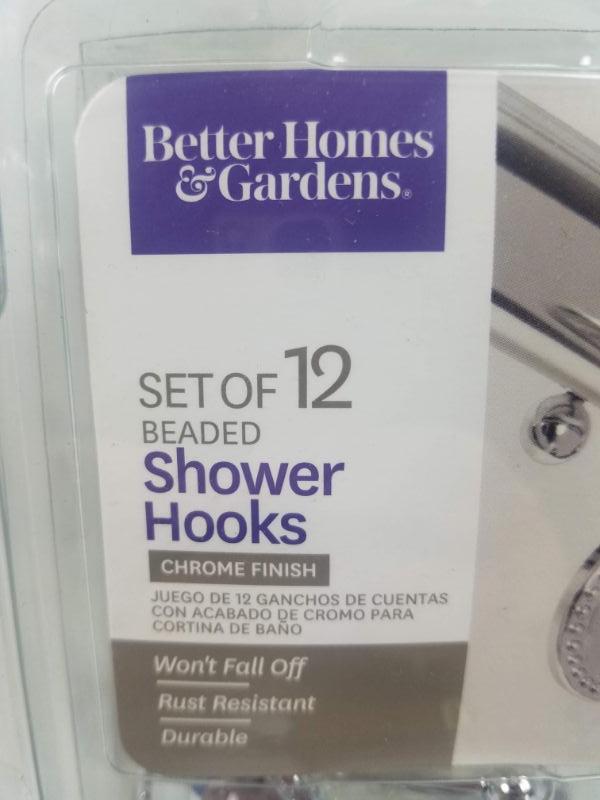 Better Homes
& Gardens®
SET OF 12
BEADED
Shower
Hooks
CHROME FINISH
JUEGO DE 12 GANCHOS DE CUENTAS
CON ACABADO DE CROMO PARA
CORTINA DE BAÑO
Won't Fall Off
Rust Resistant
Durable